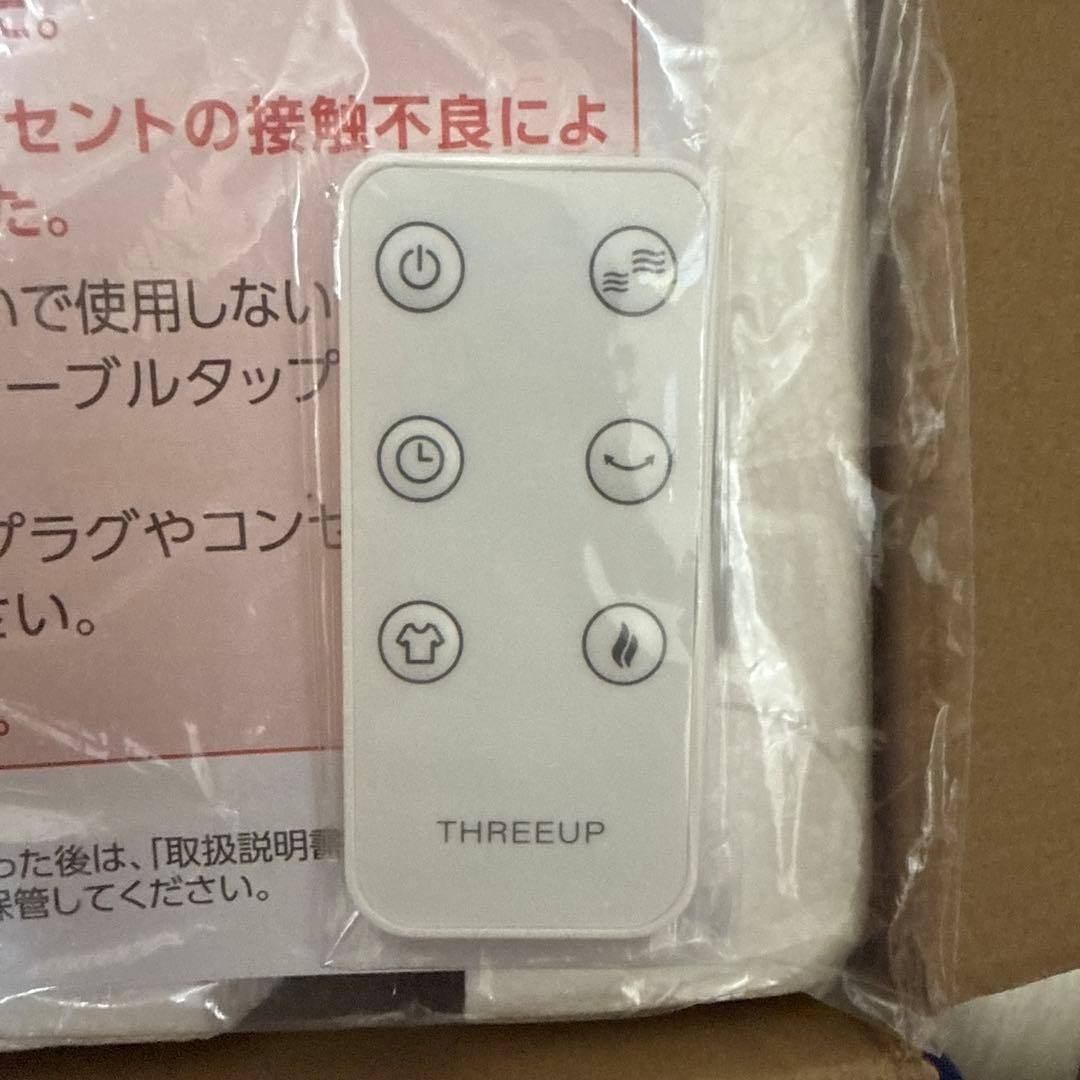 セントの接触不良によ
た。
いで使用しない
ーブルタップ
プラグやコンセ
さい。
THREEUP
った後は、「取扱説明書
保管してください。